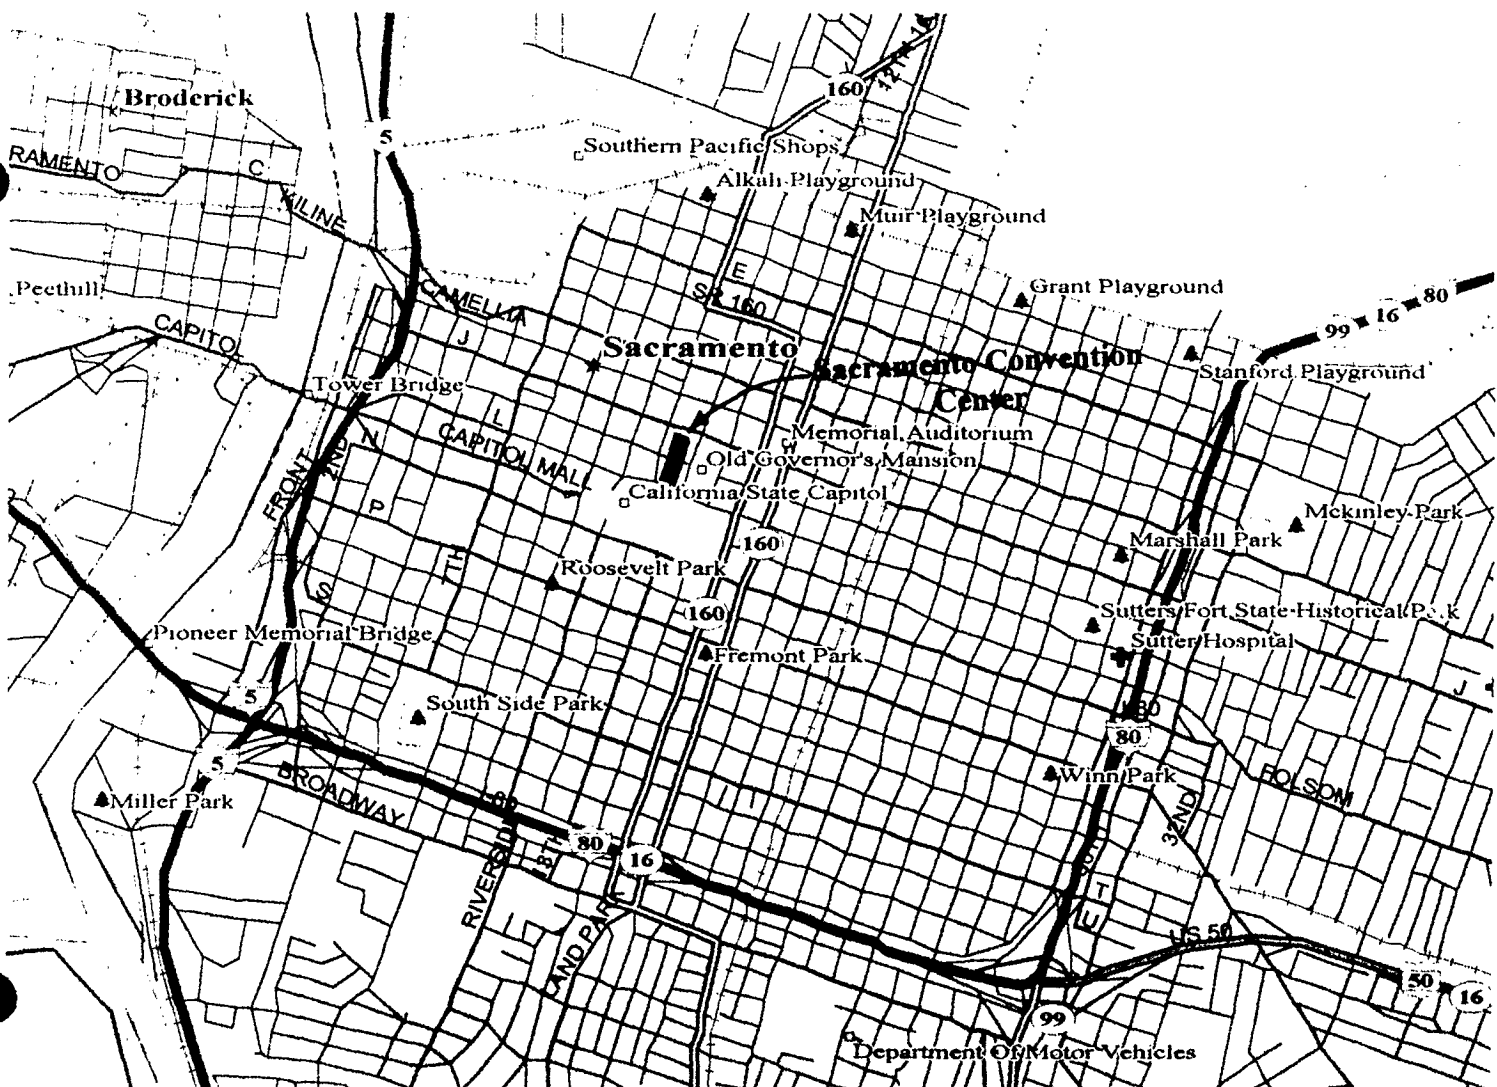 Broderick
160
5
Southern Pacific Shops
RAMENTO
C
Alkali Playground
KILINE
Muir Playground
E
Peethill
CAMELLIA
SR 160
Grant Playground
80
16
99
CAPITOL
J
Sacramento
Sacramento Convention
Center
Stanford Playground
Tower Bridge
L
N
CAPITOL MALL
Memorial Auditorium
Old Governor's Mansion
2ND
FRONT
P
California State Capitol
Mckinley Park
160
Marshall Park
7TH
Roosevelt Park
S
160
Sutters Fort State Historical Park
Pioneer Memorial Bridge
Sutter Hospital
Fremont Park
J
5
South Side Park
I-80
80
5
BROADWAY
Winn Park
FOLSOM
Miller Park
I-80
32ND
80
16
RIVERSIDE
T
U
LAND PARK
US 50
50
16
99
Department Of Motor Vehicles